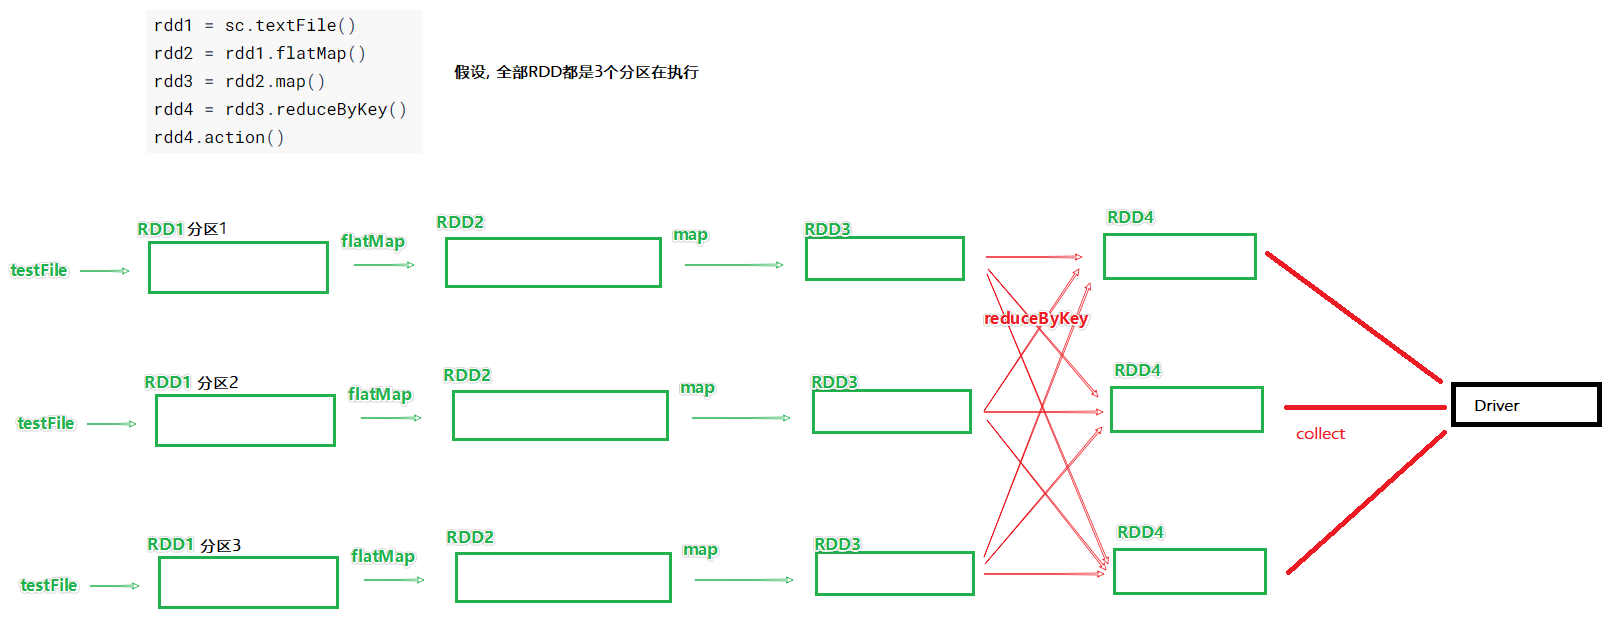 rdd1 = sc.textFile()
rdd2 = rdd1.flatMap()
rdd3 = rdd2.map()
rdd4 = rdd3.reduceByKey()
rdd4.action()
假设, 全部RDD都是3个分区在执行
RDD1 分区1
flatMap
RDD2
map
RDD3
RDD4
testFile
reduceByKey
RDD1 分区2
flatMap
RDD2
map
RDD3
RDD4
testFile
Driver
collect
RDD1 分区3
flatMap
RDD2
map
RDD3
RDD4
testFile